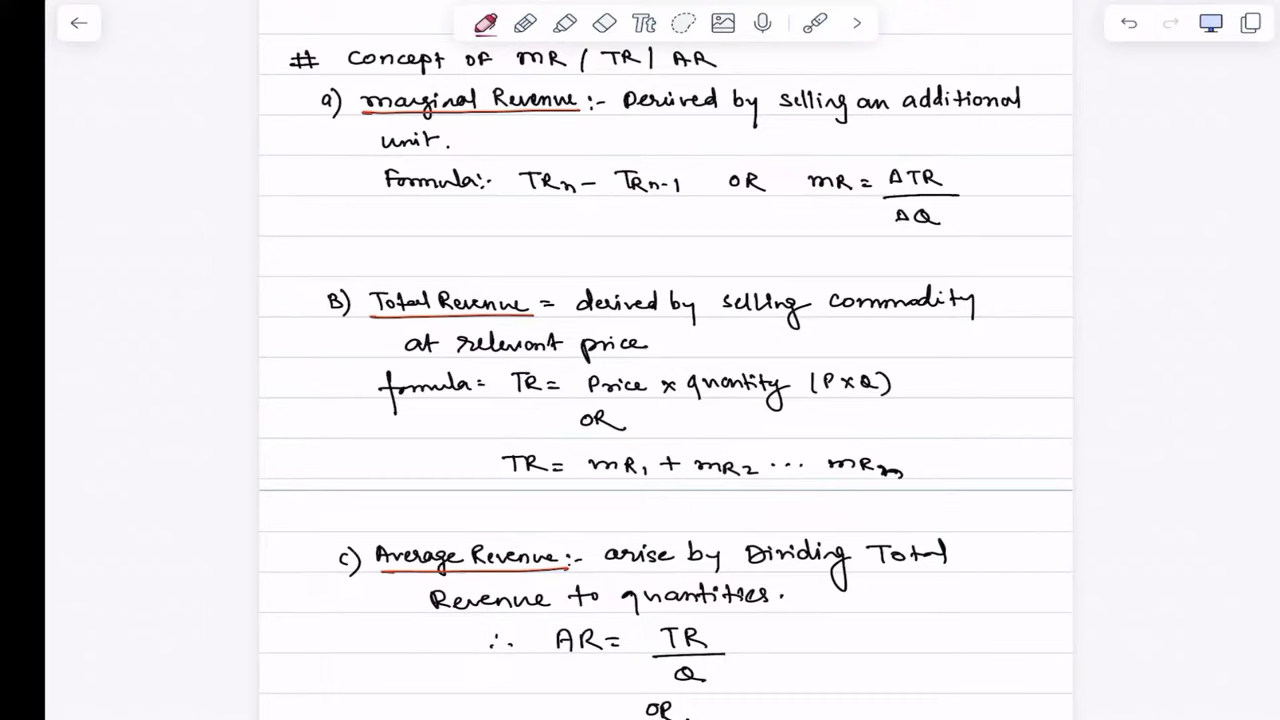 Tt
# Concept OF MR / TR / AR
a) Marginal Revenue :- Derived by selling an additional
unit.
Formula:- TRn - TRn-1 OR MR = ΔTR
ΔQ
B) Total Revenue = derived by selling commodity
at relevant price
formula = TR = Price x quantity (P x Q)
OR
TR = MR1 + MR2 ... MRn
c) Average Revenue :- arise by Dividing Total
Revenue to quantities.
∴ AR = TR
Q
OR.